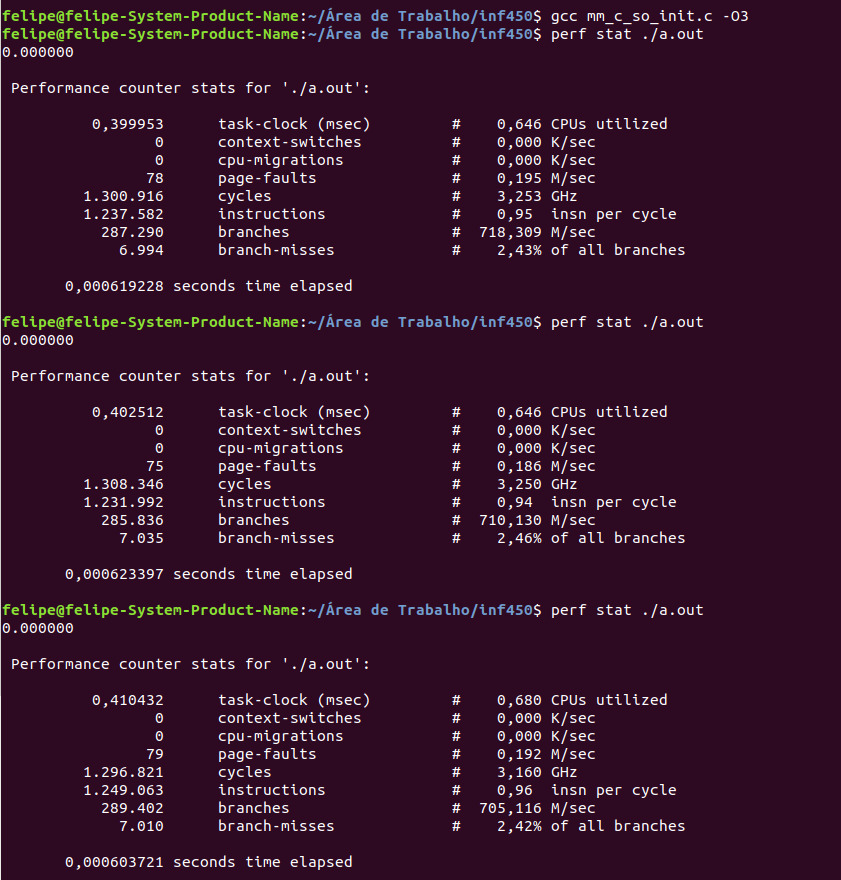 felipe@felipe-System-Product-Name:~/Área de Trabalho/inf450$ gcc mm_c_so_init.c -O3
felipe@felipe-System-Product-Name:~/Área de Trabalho/inf450$ perf stat ./a.out
0.000000
Performance counter stats for './a.out':
0,399953 task-clock (msec) # 0,646 CPUs utilized
0 context-switches # 0,000 K/sec
0 cpu-migrations # 0,000 K/sec
78 page-faults # 0,195 M/sec
1.300.916 cycles # 3,253 GHz
1.237.582 instructions # 0,95 insn per cycle
287.290 branches # 718,309 M/sec
6.994 branch-misses # 2,43% of all branches
0,000619228 seconds time elapsed
felipe@felipe-System-Product-Name:~/Área de Trabalho/inf450$ perf stat ./a.out
0.000000
Performance counter stats for './a.out':
0,402512 task-clock (msec) # 0,646 CPUs utilized
0 context-switches # 0,000 K/sec
0 cpu-migrations # 0,000 K/sec
75 page-faults # 0,186 M/sec
1.308.346 cycles # 3,250 GHz
1.231.992 instructions # 0,94 insn per cycle
285.836 branches # 710,130 M/sec
7.035 branch-misses # 2,46% of all branches
0,000623397 seconds time elapsed
felipe@felipe-System-Product-Name:~/Área de Trabalho/inf450$ perf stat ./a.out
0.000000
Performance counter stats for './a.out':
0,410432 task-clock (msec) # 0,680 CPUs utilized
0 context-switches # 0,000 K/sec
0 cpu-migrations # 0,000 K/sec
79 page-faults # 0,192 M/sec
1.296.821 cycles # 3,160 GHz
1.249.063 instructions # 0,96 insn per cycle
289.402 branches # 705,116 M/sec
7.010 branch-misses # 2,42% of all branches
0,000603721 seconds time elapsed